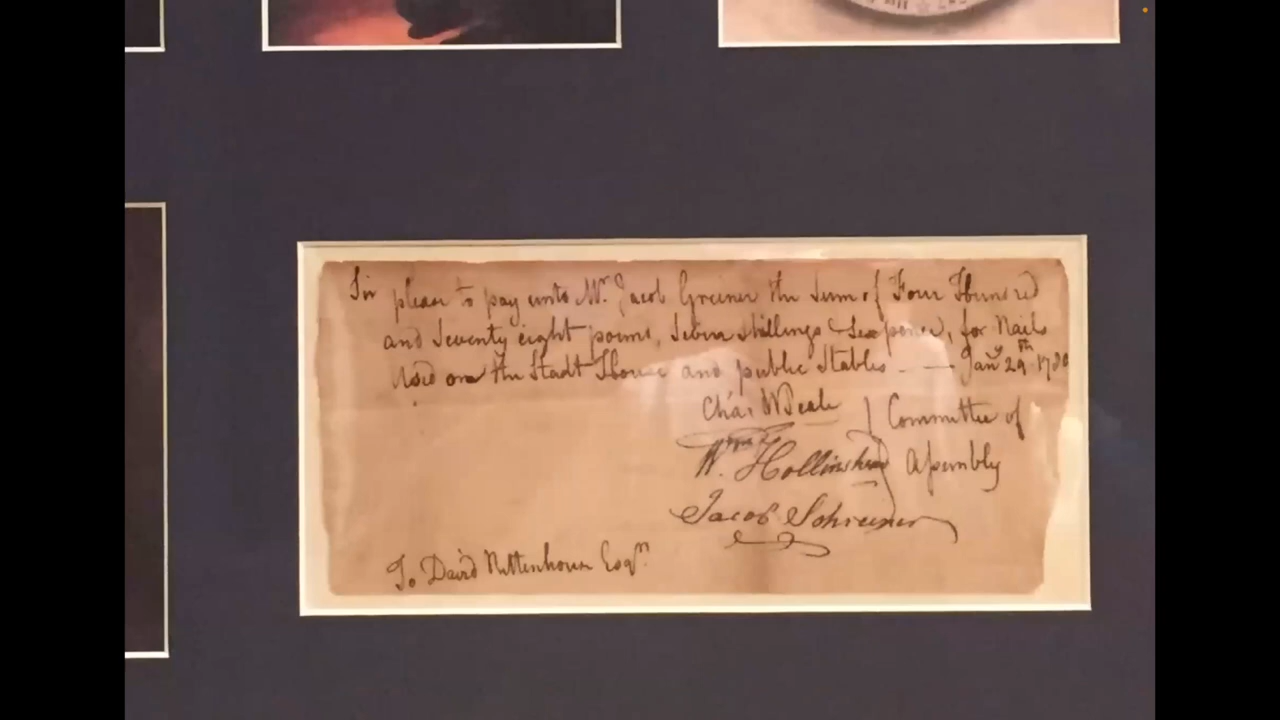 Sir please to pay unto Mr. Jacob Greiner the Sum of Four Hundred
and Seventy eight pound, Seven Shillings & Sixpence, for Nails
Used on the Stadt House and public Stables — — Jany 29th 1780
Chas W Peale } Committee of
Wm Hollinshead Assembly
Jacob Schreiner
To David Rittenhouse Esqr.